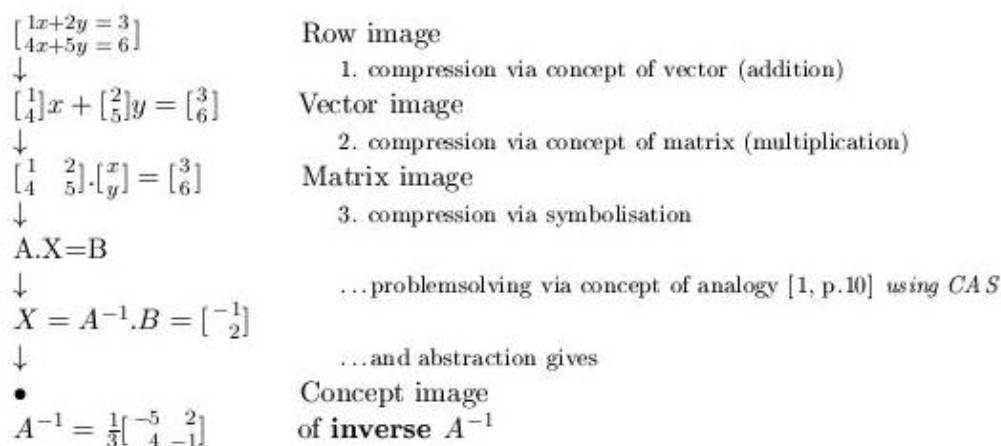 [1x+2y = 3
4x+5y = 6] Row image
↓ 1. compression via concept of vector (addition)
[1
4]x + [2
5]y = [3
6] Vector image
↓ 2. compression via concept of matrix (multiplication)
[1 2
4 5].[x
y] = [3
6] Matrix image
↓ 3. compression via symbolisation
A.X=B
↓ ...problemsolving via concept of analogy [1, p.10] using CAS
X = A⁻¹.B = [−1
2]
↓ ...and abstraction gives
• Concept image
A⁻¹ = 1/3[−5 2
4 −1] of inverse A⁻¹